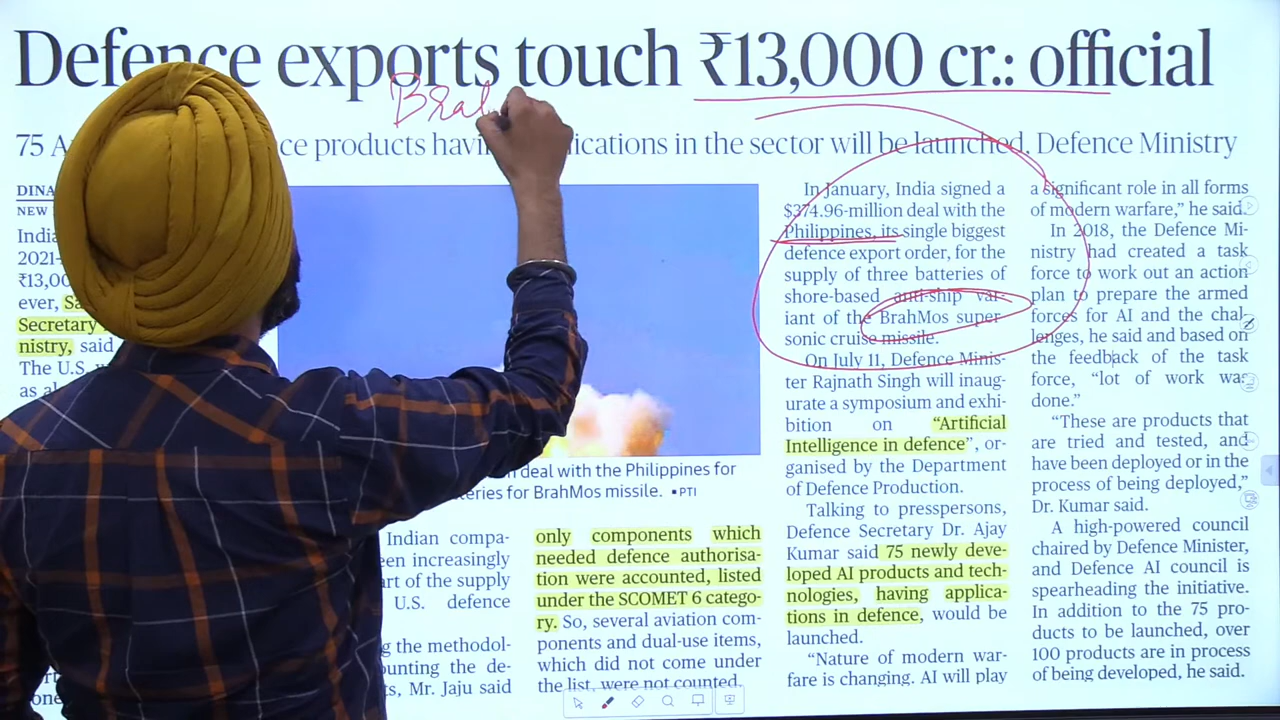 Defence exports touch ₹13,000 cr.: official
75 A ce products havin ications in the sector will be launched, Defence Ministry
Bra
DINA
NEW
India
2021-
₹13,00
ever, Sa
Secretary
nistry, said
The U.S.
as al
deal with the Philippines for
eries for BrahMos missile. ▪PTI
Indian compa-
een increasingly
art of the supply
U.S. defence
g the methodol-
ounting the de-
s, Mr. Jaju said
only components which
needed defence authorisa-
tion were accounted, listed
under the SCOMET 6 catego-
ry. So, several aviation com-
ponents and dual-use items,
which did not come under
the list, were not counted.
In January, India signed a
$374.96-million deal with the
Philippines, its single biggest
defence export order, for the
supply of three batteries of
shore-based anti-ship var-
iant of the BrahMos super-
sonic cruise missile.
On July 11, Defence Minis-
ter Rajnath Singh will inaug-
urate a symposium and exhi-
bition on “Artificial
Intelligence in defence”, or-
ganised by the Department
of Defence Production.
Talking to presspersons,
Defence Secretary Dr. Ajay
Kumar said 75 newly deve-
loped AI products and tech-
nologies, having applica-
tions in defence, would be
launched.
“Nature of modern war-
fare is changing. AI will play
a significant role in all forms
of modern warfare,” he said.
In 2018, the Defence Mi-
nistry had created a task
force to work out an action
plan to prepare the armed
forces for AI and the chal-
lenges, he said and based on
the feedback of the task
force, “lot of work was
done.”
“These are products that
are tried and tested, and
have been deployed or in the
process of being deployed,”
Dr. Kumar said.
A high-powered council
chaired by Defence Minister,
and Defence AI council is
spearheading the initiative.
In addition to the 75 pro-
ducts to be launched, over
100 products are in process
of being developed, he said.